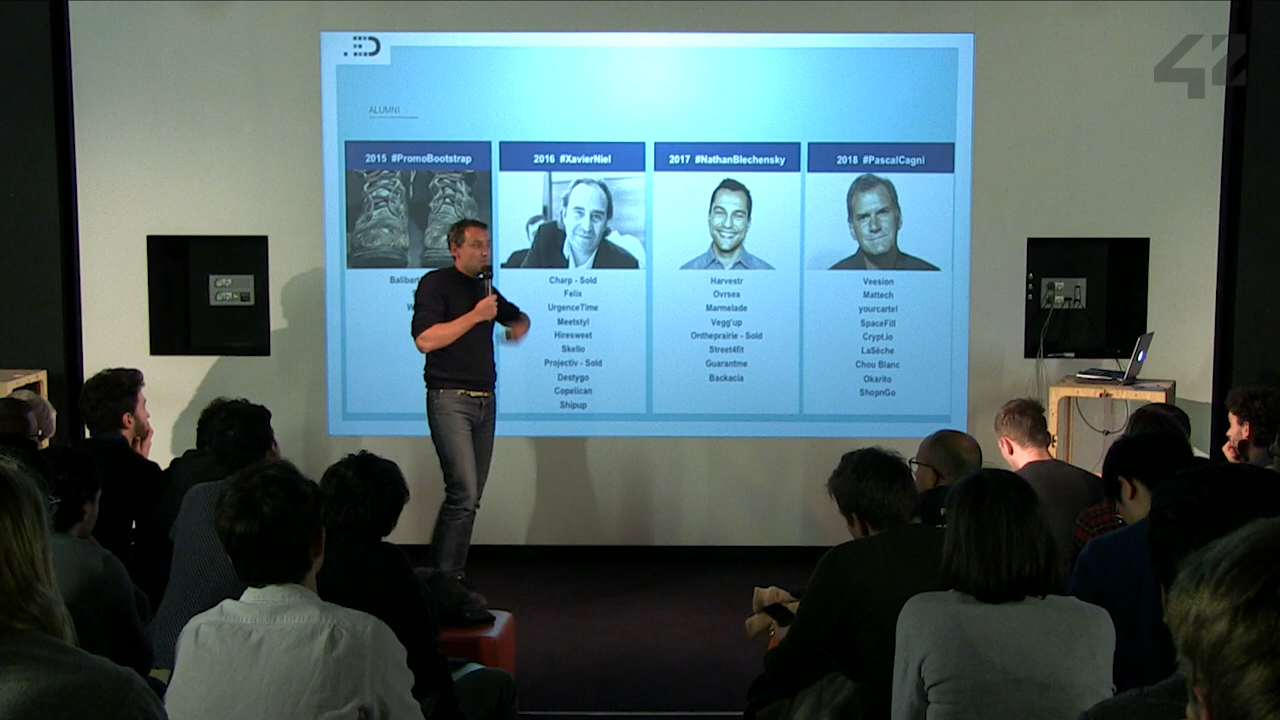 42
.ED
ALUMNI
2015 #PromoBootstrap
2016 #XavierNiel
2017 #NathanBlechensky
2018 #PascalCagni
Charp - Sold
Felix
UrgenceTime
Meetstyl
Hiresweet
Skello
Projectiv - Sold
Destygo
Copelican
Shipup
Harvestr
Ovrsea
Marmelade
Vegg'up
Ontheprairie - Sold
Street4fit
Guarantme
Backacia
Veesion
Mattech
yourcartel
SpaceFill
Crypt.io
LaSèche
Chou Blanc
Okarito
ShopnGo